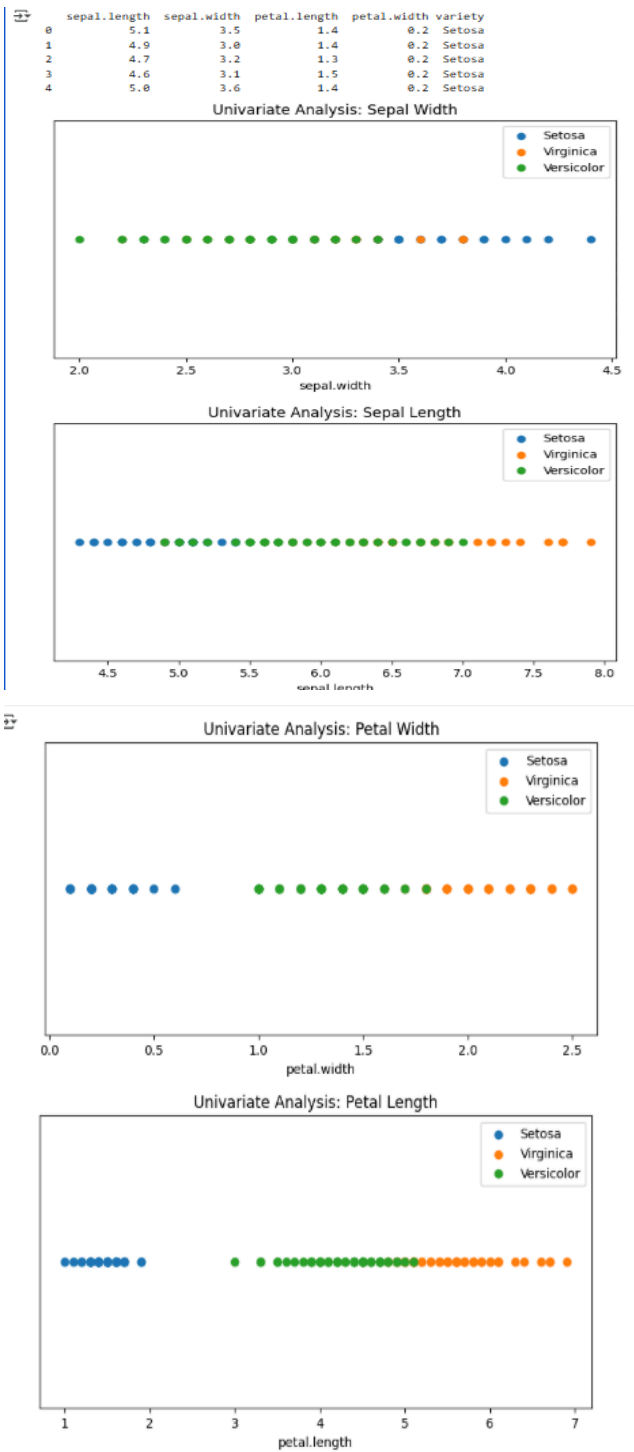 sepal.length sepal.width petal.length petal.width variety
0 5.1 3.5 1.4 0.2 Setosa
1 4.9 3.0 1.4 0.2 Setosa
2 4.7 3.2 1.3 0.2 Setosa
3 4.6 3.1 1.5 0.2 Setosa
4 5.0 3.6 1.4 0.2 Setosa
Univariate Analysis: Sepal Width
Setosa
Virginica
Versicolor
2.0 2.5 3.0 3.5 4.0 4.5
sepal.width
Univariate Analysis: Sepal Length
Setosa
Virginica
Versicolor
4.5 5.0 5.5 6.0 6.5 7.0 7.5 8.0
sepal.length
Univariate Analysis: Petal Width
Setosa
Virginica
Versicolor
0.0 0.5 1.0 1.5 2.0 2.5
petal.width
Univariate Analysis: Petal Length
Setosa
Virginica
Versicolor
1 2 3 4 5 6 7
petal.length